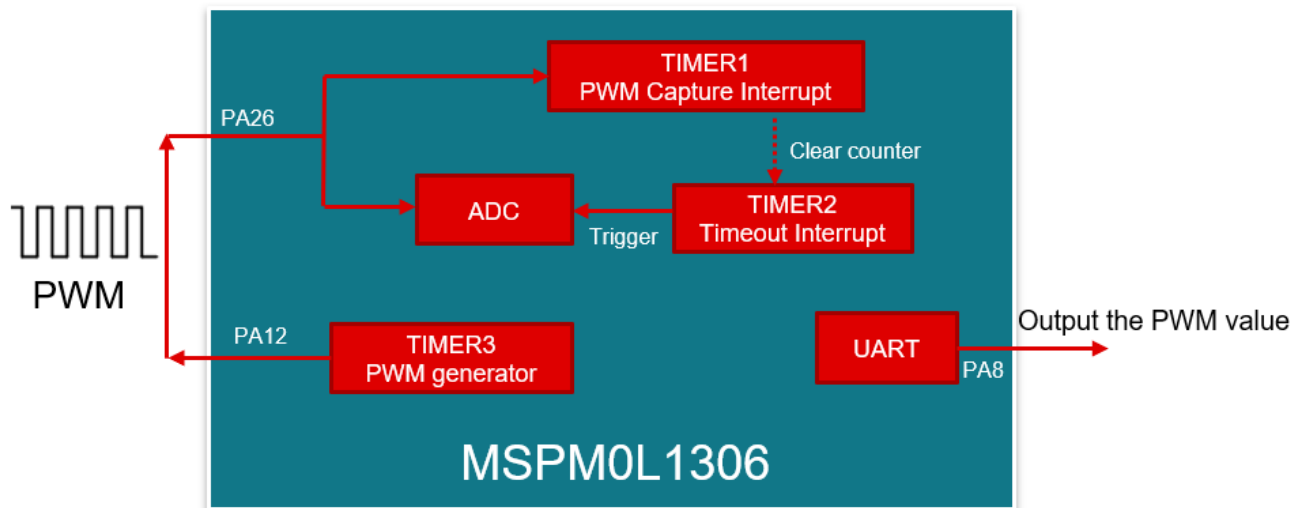 TIMER1
PWM Capture Interrupt
PA26
Clear counter
ADC
Trigger
TIMER2
Timeout Interrupt
PWM
PA12
TIMER3
PWM generator
UART
PA8
Output the PWM value
MSPM0L1306